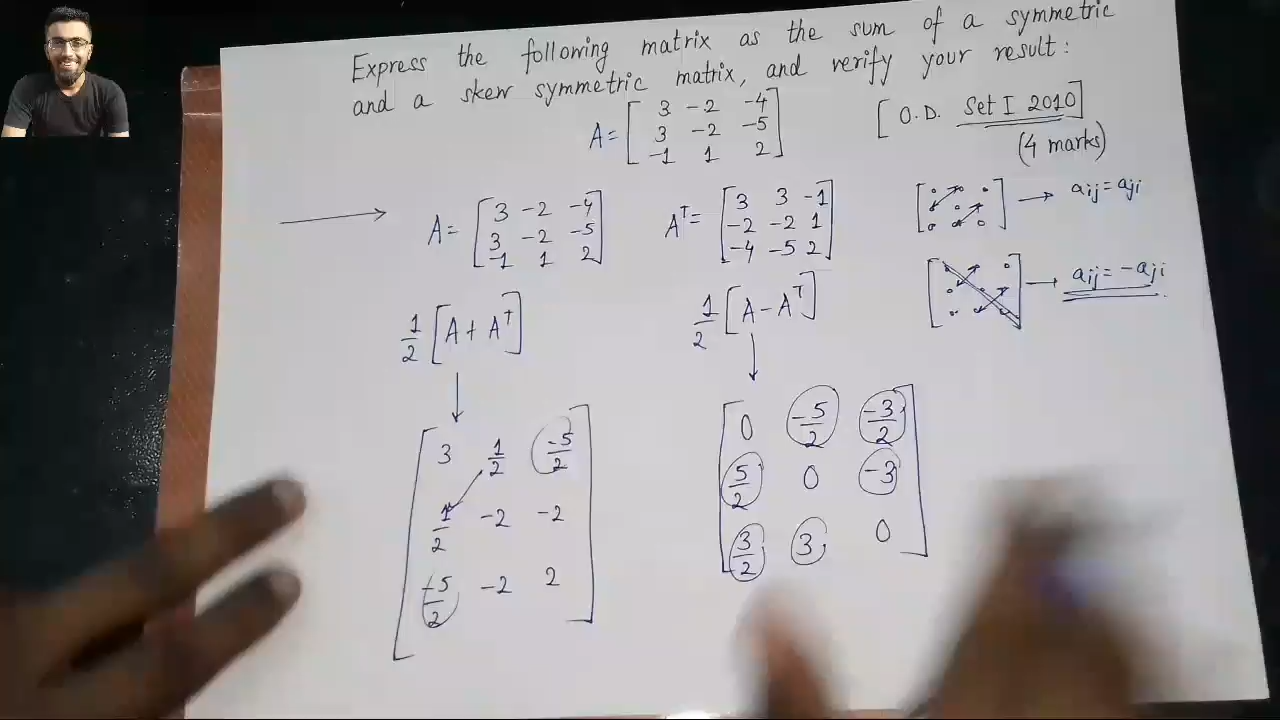 Express the following matrix as the sum of a symmetric
and a skew symmetric matrix, and verify your result :
A = [ 3 -2 -4
3 -2 -5
-1 1 2 ]
[ O.D. Set I 2010 ]
(4 marks)
A = [ 3 -2 -4
3 -2 -5
-1 1 2 ]
Aᵀ = [ 3 3 -1
-2 -2 1
-4 -5 2 ]
→ aij = aji
→ aij = -aji
1/2 [ A + Aᵀ ]
1/2 [ A - Aᵀ ]
[ 3 1/2 -5/2
1/2 -2 -2
-5/2 -2 2 ]
[ 0 -5/2 -3/2
5/2 0 -3
3/2 3 0 ]